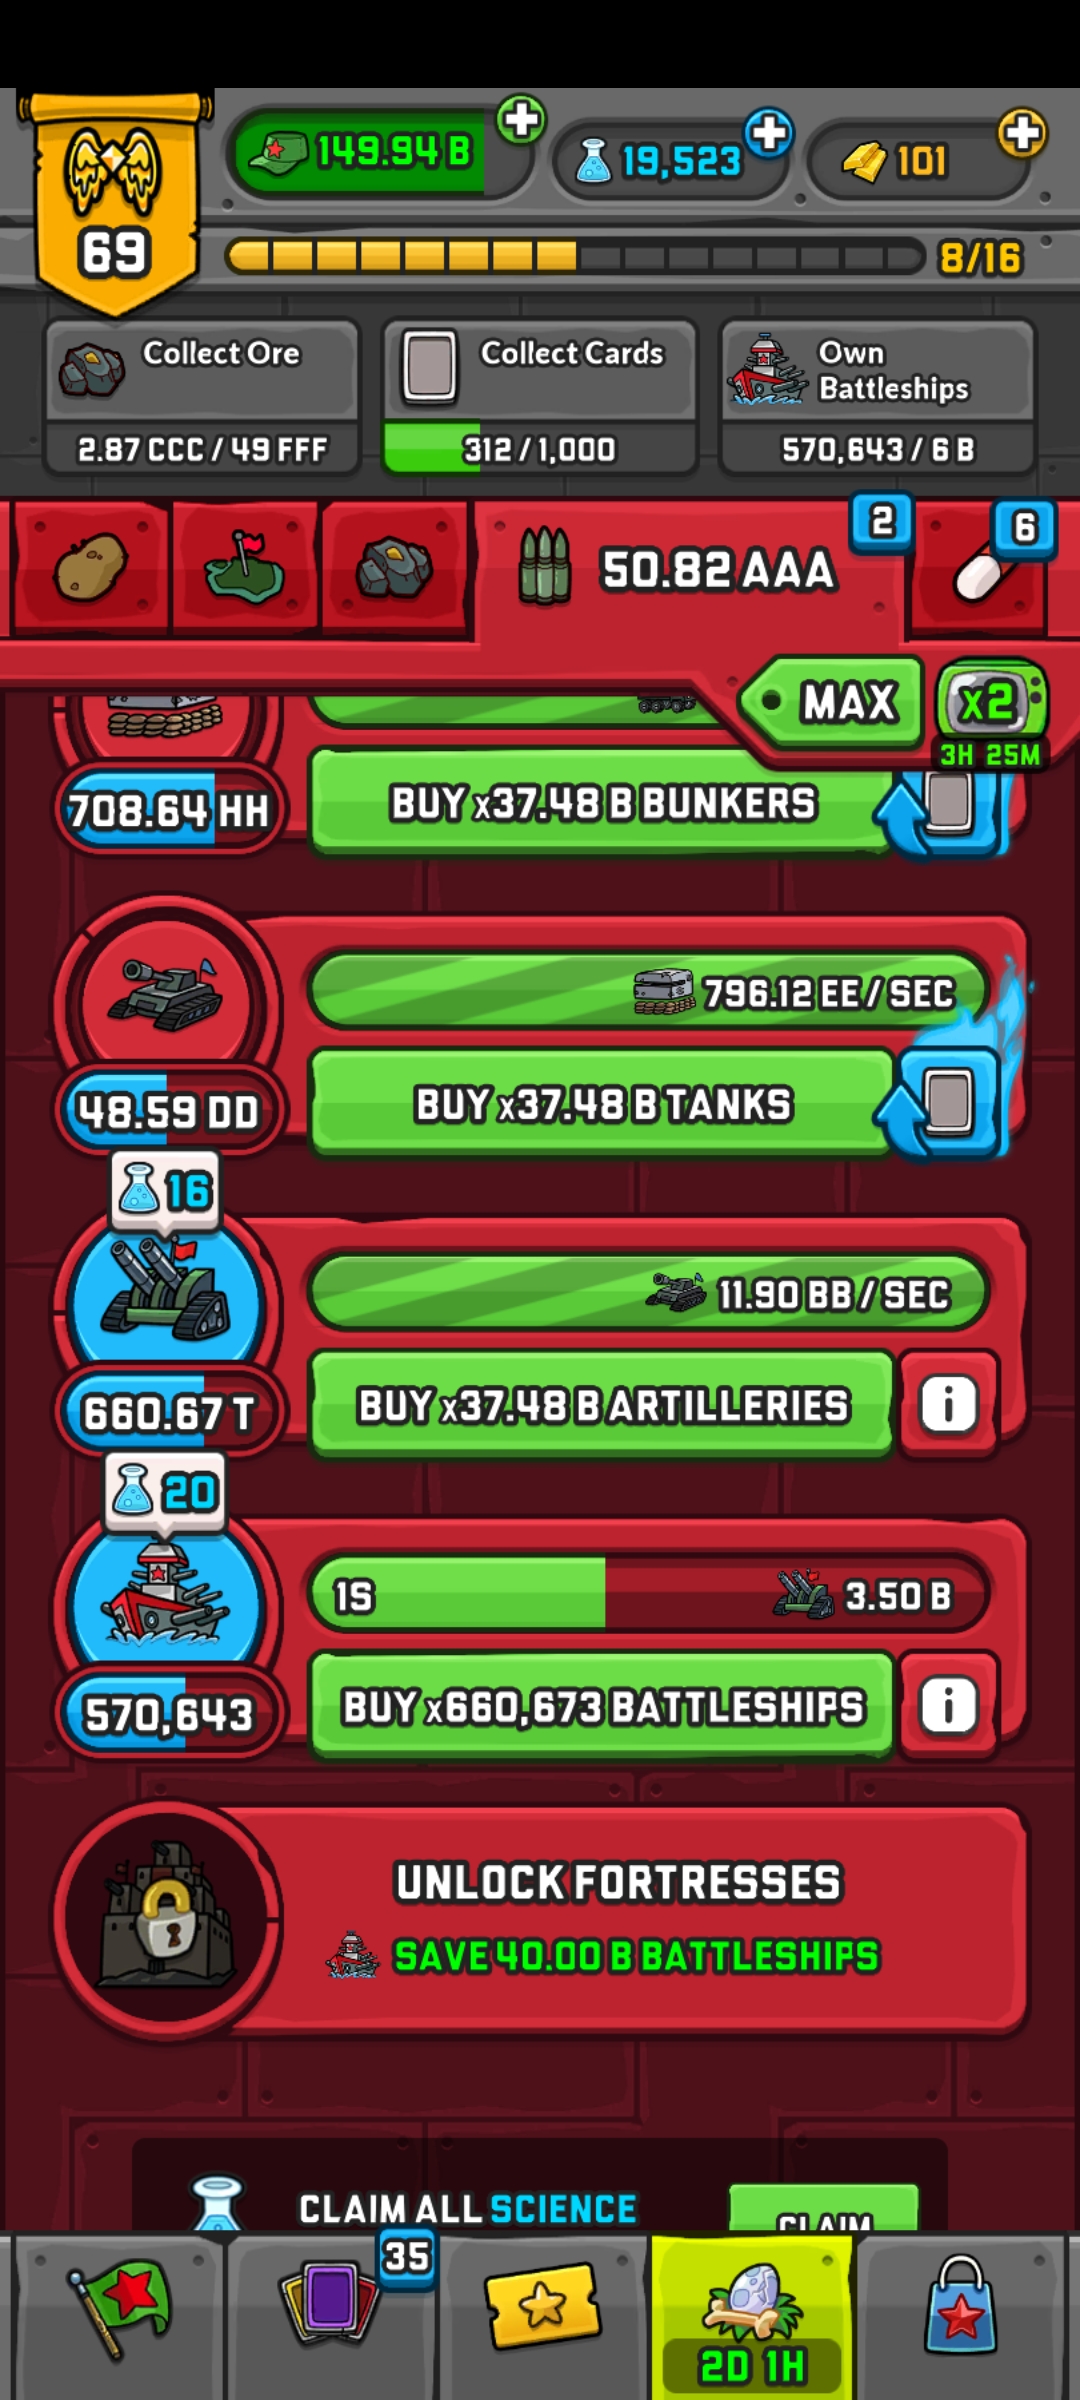 69
149.94 B
19,523
101
8/16
Collect Ore
2.87 CCC / 49 FFF
Collect Cards
312 / 1,000
Own
Battleships
570,643 / 6 B
50.82 AAA
2
6
MAX
x2
3H 25M
708.64 HH
BUY x37.48 B BUNKERS
796.12 EE / SEC
48.59 DD
BUY x37.48 B TANKS
16
11.90 BB / SEC
660.67 T
BUY x37.48 B ARTILLERIES
i
20
1S
3.50 B
570,643
BUY x660,673 BATTLESHIPS
i
UNLOCK FORTRESSES
SAVE 40.00 B BATTLESHIPS
CLAIM ALL SCIENCE
CLAIM
35
2D 1H